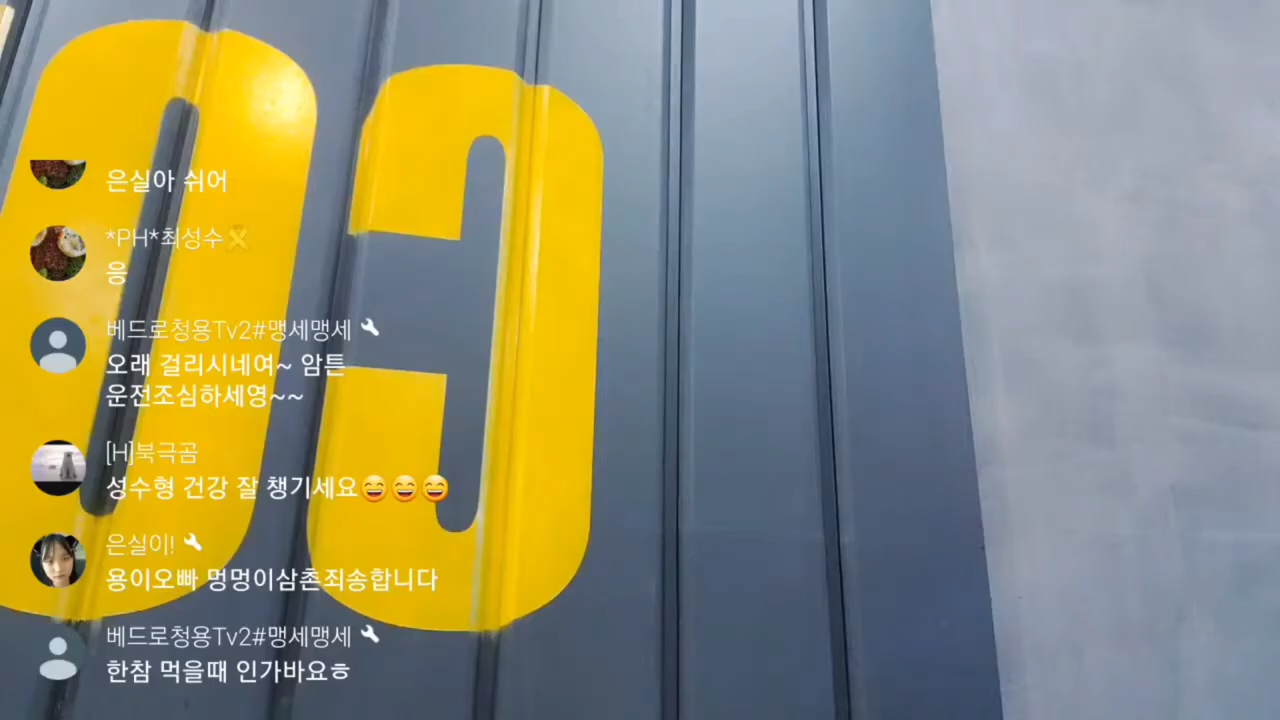 은실아 쉬어
*PH*최성수🎗
응
베드로청용Tv2#맹세맹세
오래 걸리시네여~ 암튼
운전조심하세영~~
[H]북극곰
성수형 건강 잘 챙기세요😄😄😄
은실이!
용이오빠 멍멍이삼촌죄송합니다
베드로청용Tv2#맹세맹세
한참 먹을때 인가바요ㅎ